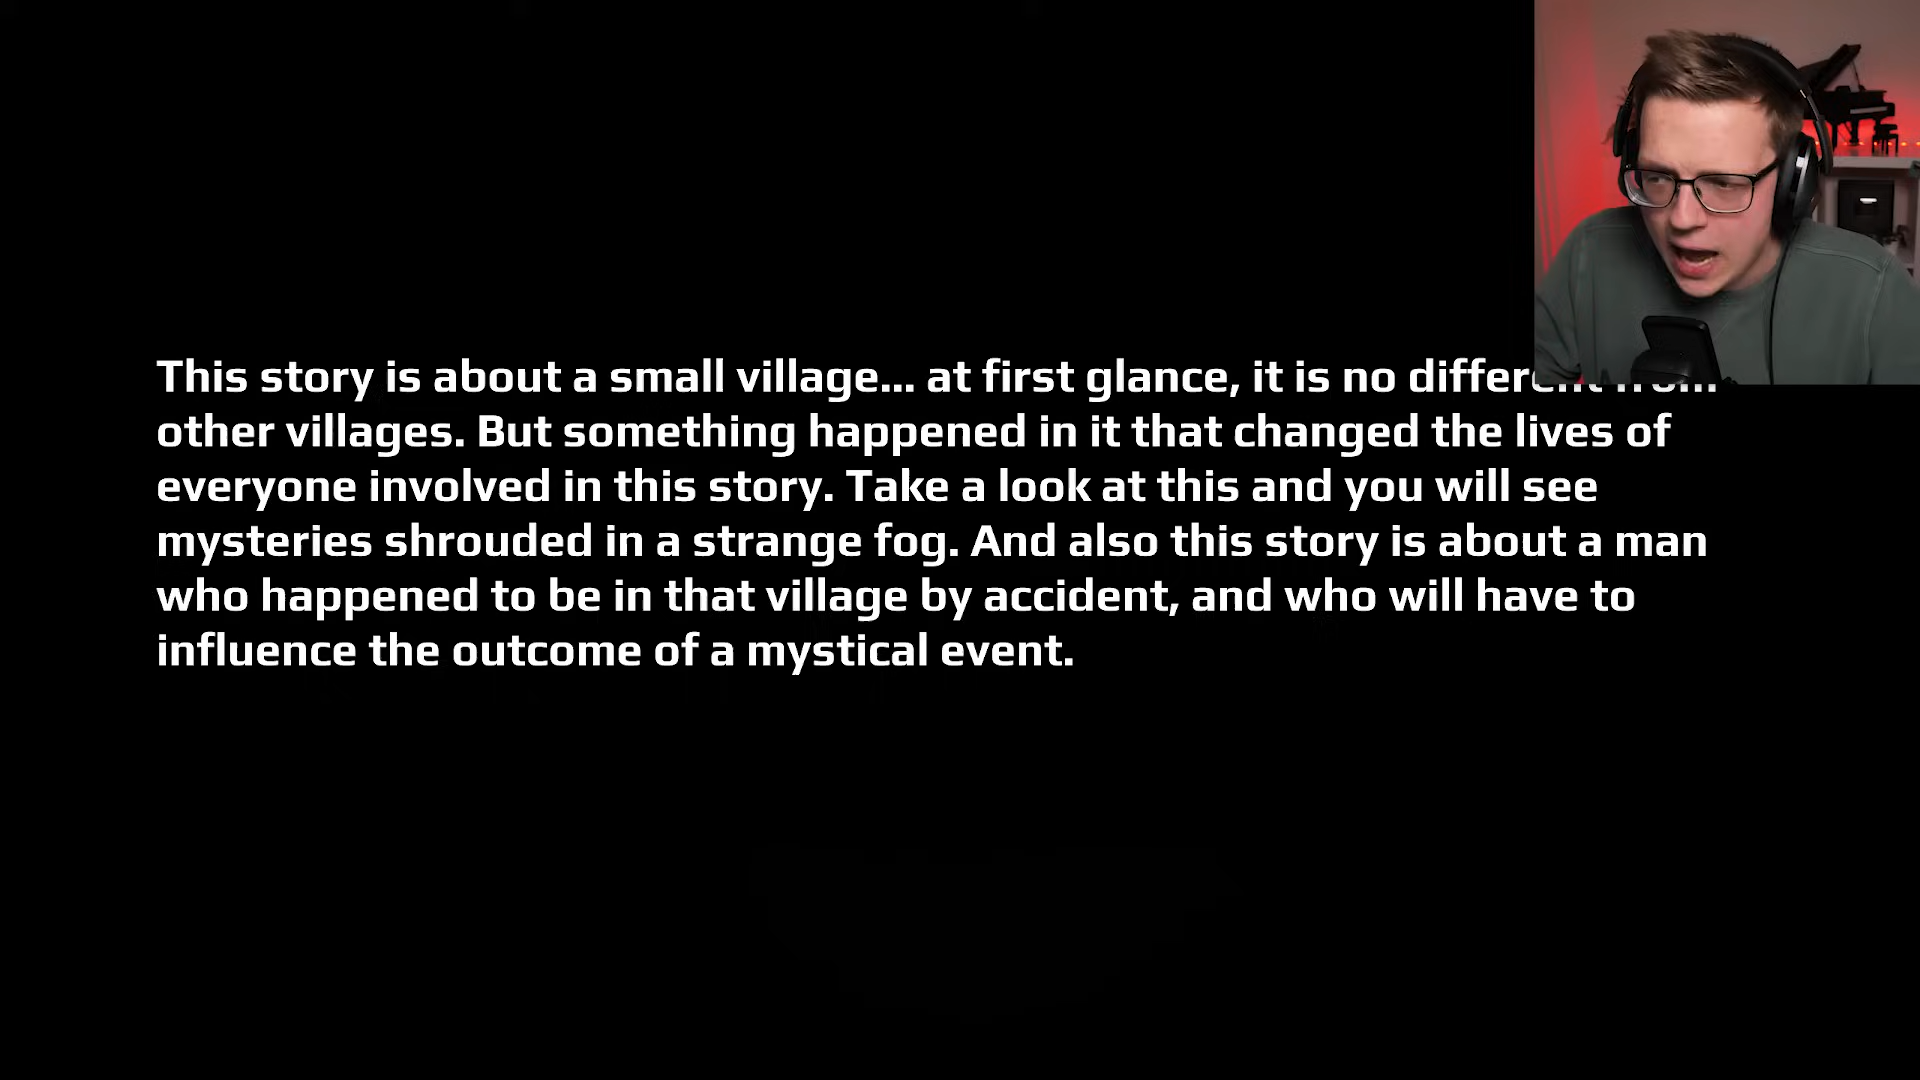 This story is about a small village... at first glance, it is no different from
other villages. But something happened in it that changed the lives of
everyone involved in this story. Take a look at this and you will see
mysteries shrouded in a strange fog. And also this story is about a man
who happened to be in that village by accident, and who will have to
influence the outcome of a mystical event.